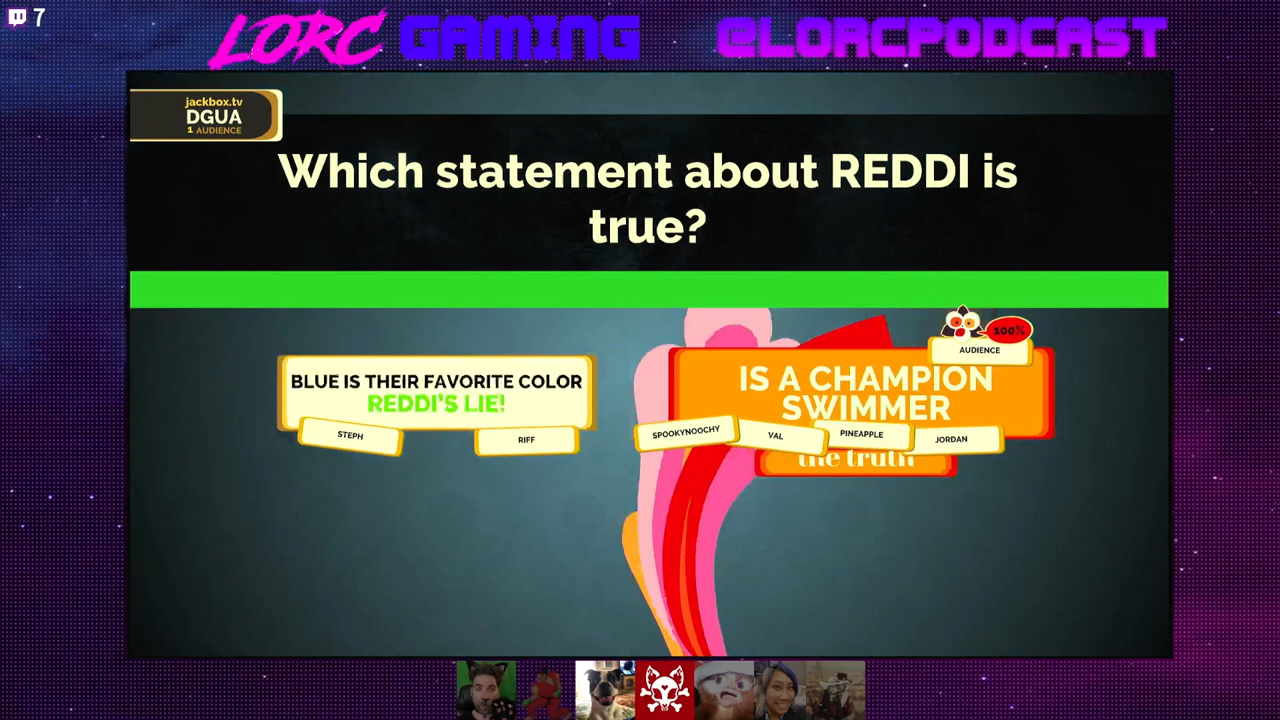 7
LORC GAMING @LORCPODCAST
jackbox.tv
DGUA
1 AUDIENCE
Which statement about REDDI is
true?
100%
AUDIENCE
BLUE IS THEIR FAVORITE COLOR
REDDI'S LIE!
STEPH
RIFF
IS A CHAMPION
SWIMMER
SPOOKYNOOCHY
VAL
PINEAPPLE
JORDAN
the truth